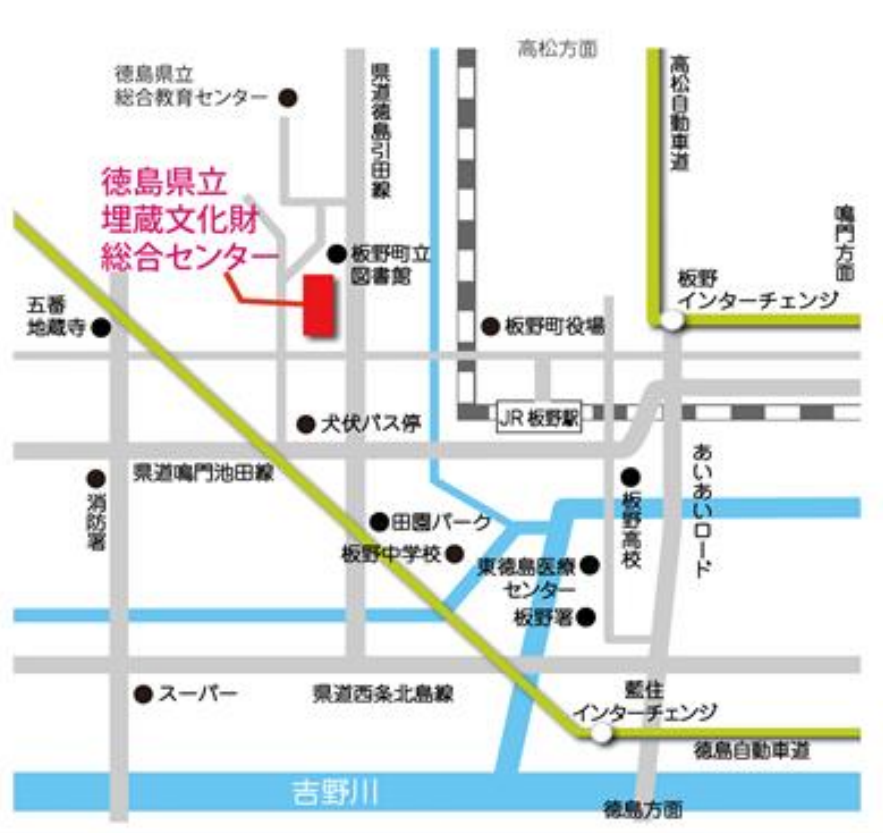 高松方面
徳島県立
総合教育センター
県道徳島引田線
高松自動車道
徳島県立
埋蔵文化財
総合センター
鳴門方面
板野町立
図書館
板野
インターチェンジ
五番
地蔵寺
板野町役場
JR 板野駅
犬伏バス停
県道鳴門池田線
あいあいロード
消防署
板野高校
田園パーク
板野中学校
東徳島医療
センター
板野署
スーパー
県道西条北島線
藍住
インターチェンジ
徳島自動車道
吉野川
徳島方面